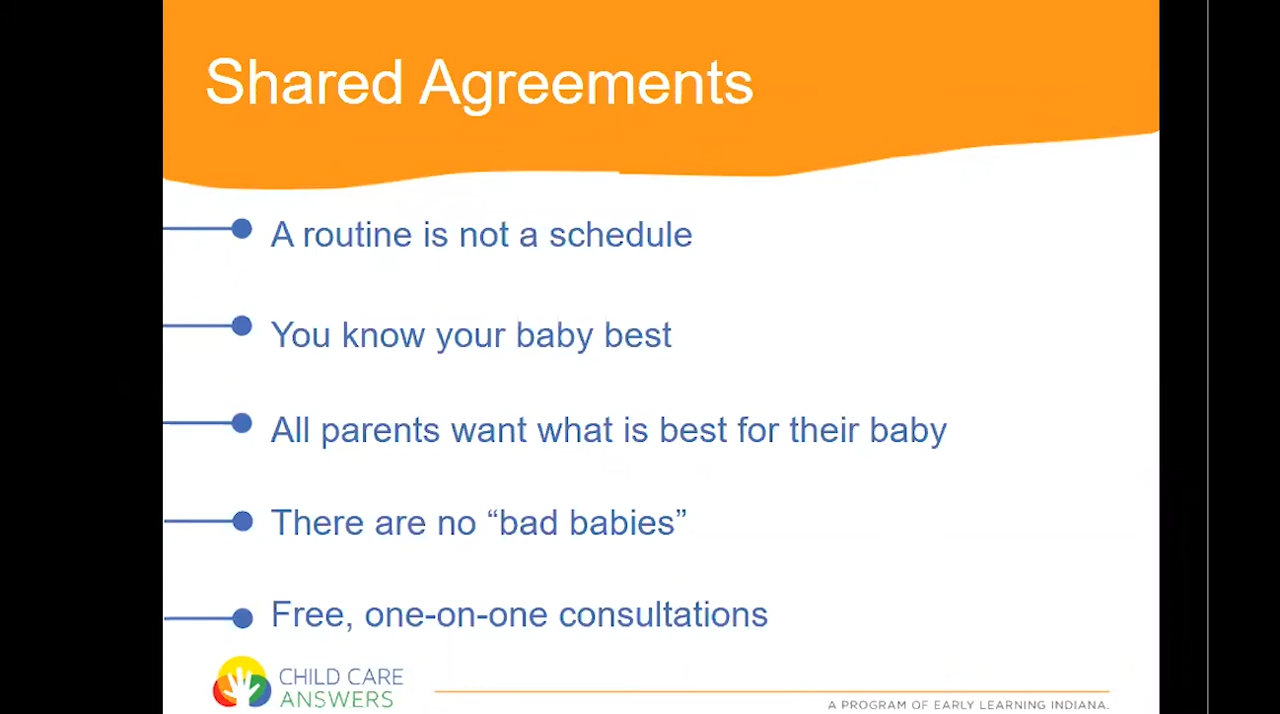 Shared Agreements
A routine is not a schedule
You know your baby best
All parents want what is best for their baby
There are no “bad babies”
Free, one-on-one consultations
CHILD CARE
ANSWERS
A PROGRAM OF EARLY LEARNING INDIANA.